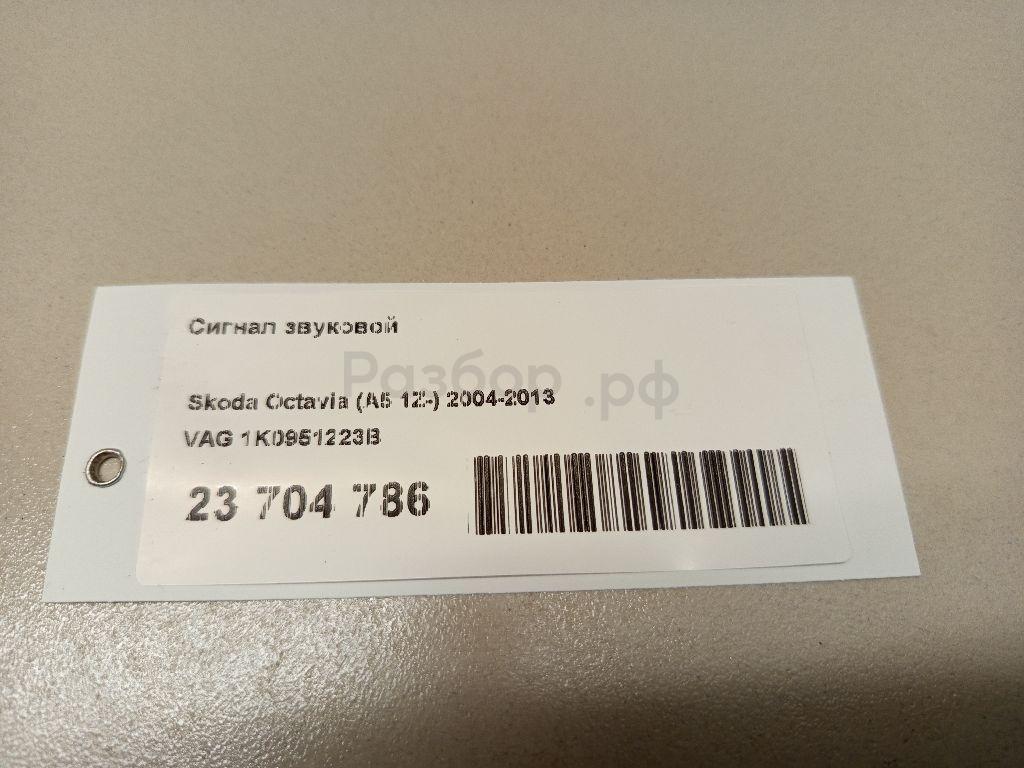 Сигнал звуковой
Разбор.рф
Skoda Octavia (A5 1Z-) 2004-2013
VAG 1K0951223B
23 704 786